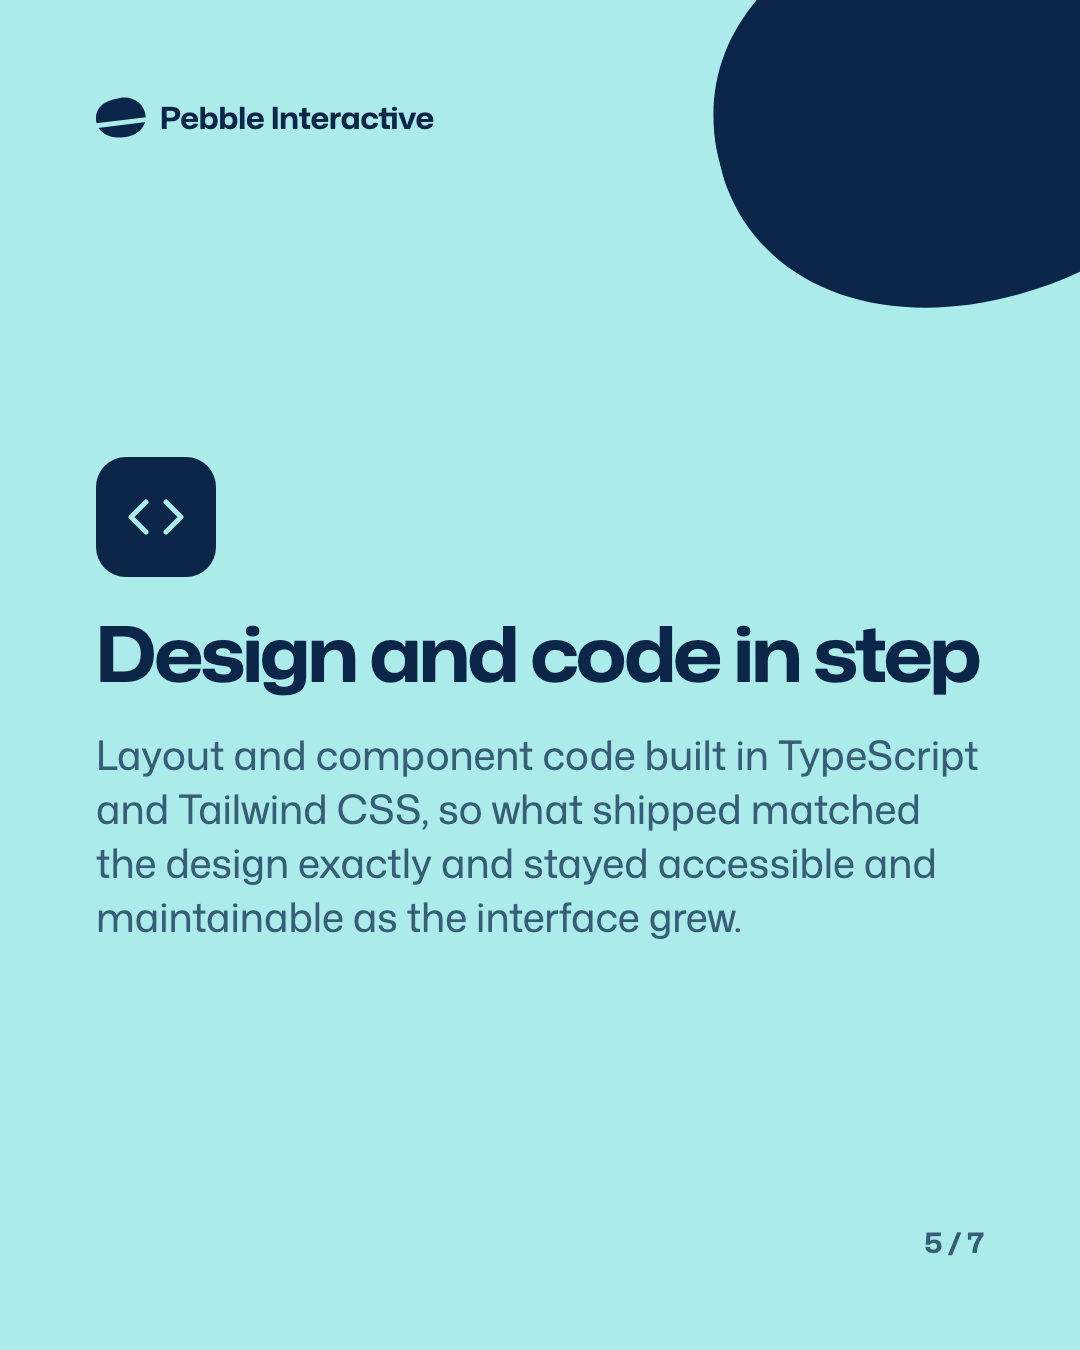 Pebble Interactive
Design and code in step
Layout and component code built in TypeScript
and Tailwind CSS, so what shipped matched
the design exactly and stayed accessible and
maintainable as the interface grew.
5 / 7